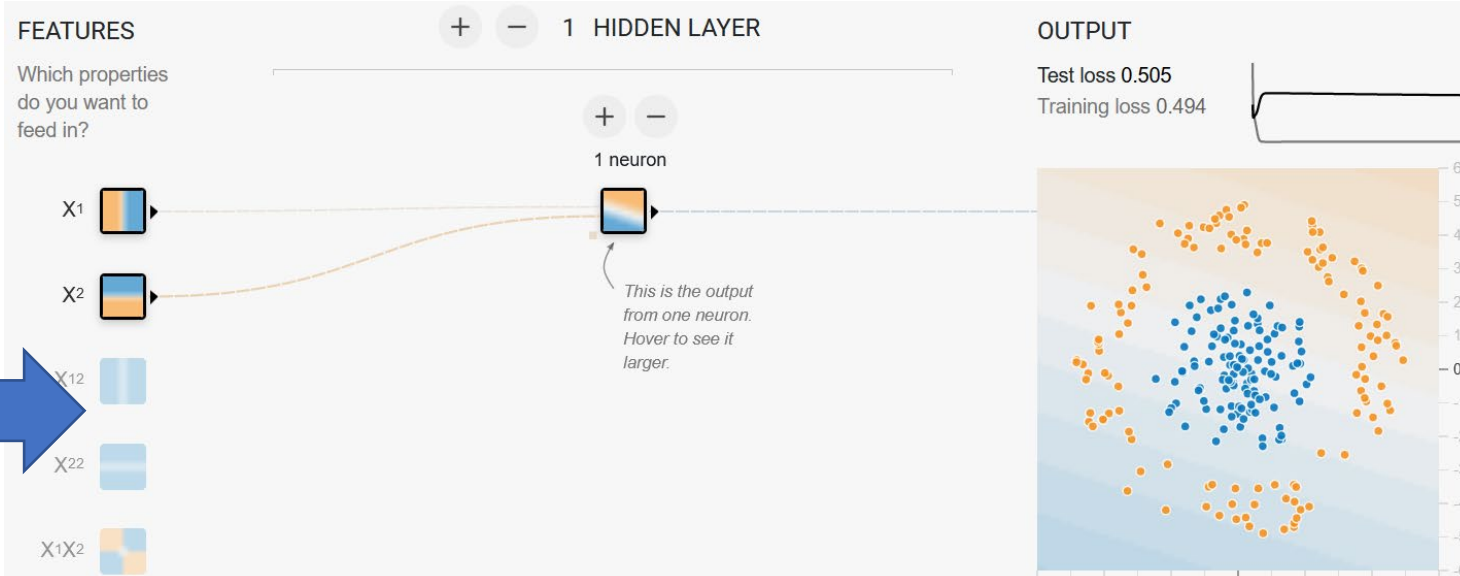 FEATURES
+ − 1 HIDDEN LAYER
OUTPUT
Which properties
do you want to
feed in?
Test loss 0.505
Training loss 0.494
+ −
1 neuron
X1
X2
X12
X22
X1X2
This is the output
from one neuron.
Hover to see it
larger.
6
5
4
3
2
1
0